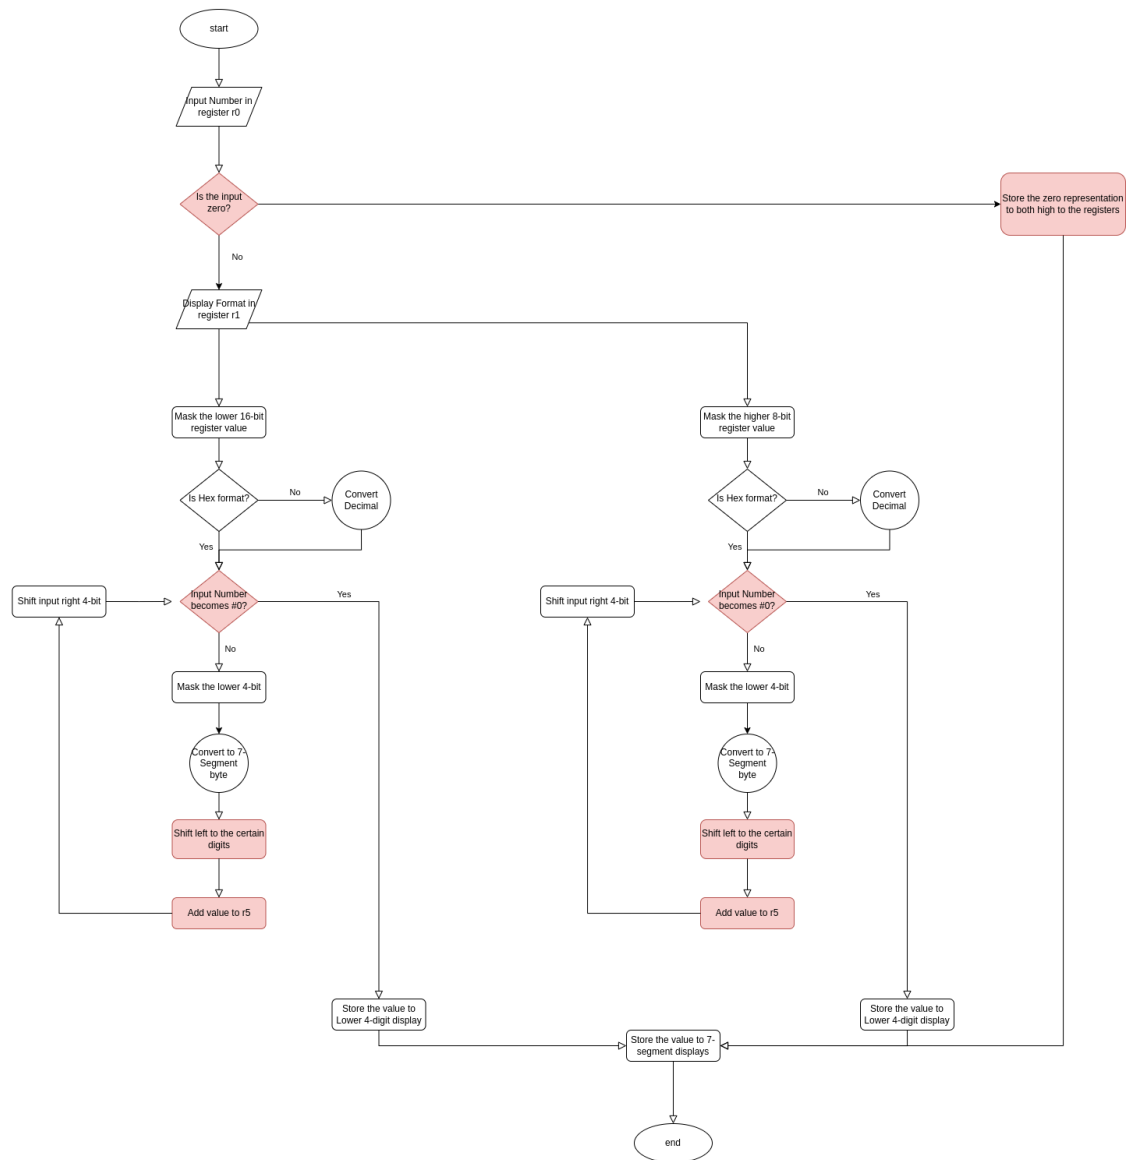 start
Input Number in
register r0
Is the input
zero?
Store the zero representation
to both high to the registers
No
Display Format in
register r1
Mask the lower 16-bit
register value
Mask the higher 8-bit
register value
Is Hex format?
No
Convert
Decimal
Is Hex format?
No
Convert
Decimal
Yes
Yes
Shift input right 4-bit
Input Number
becomes #0?
Yes
Shift input right 4-bit
Input Number
becomes #0?
Yes
No
No
Mask the lower 4-bit
Mask the lower 4-bit
Convert to 7-
Segment
byte
Convert to 7-
Segment
byte
Shift left to the certain
digits
Shift left to the certain
digits
Add value to r5
Add value to r5
Store the value to
Lower 4-digit display
Store the value to
Lower 4-digit display
Store the value to 7-
segment displays
end